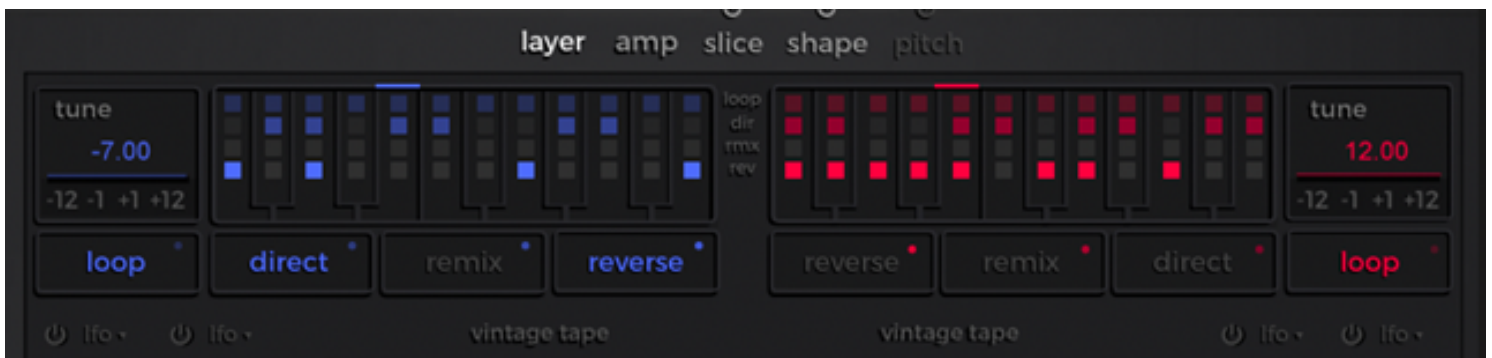 layer amp slice shape pitch
tune
-7.00
-12 -1 +1 +12
loop
dir
rmx
rev
tune
12.00
-12 -1 +1 +12
loop direct remix reverse reverse remix direct loop
lfo lfo vintage tape vintage tape lfo lfo